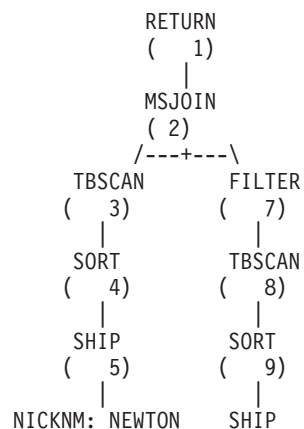 RETURN
                 (   1)
                    |
                 MSJOIN
                 ( 2)
                /---+---\
          TBSCAN         FILTER
         (   3)          (   7)
            |               |
          SORT           TBSCAN
         (   4)          (   8)
            |               |
          SHIP            SORT
         (   5)          (   9)
            |               |
    NICKNM: NEWTON        SHIP